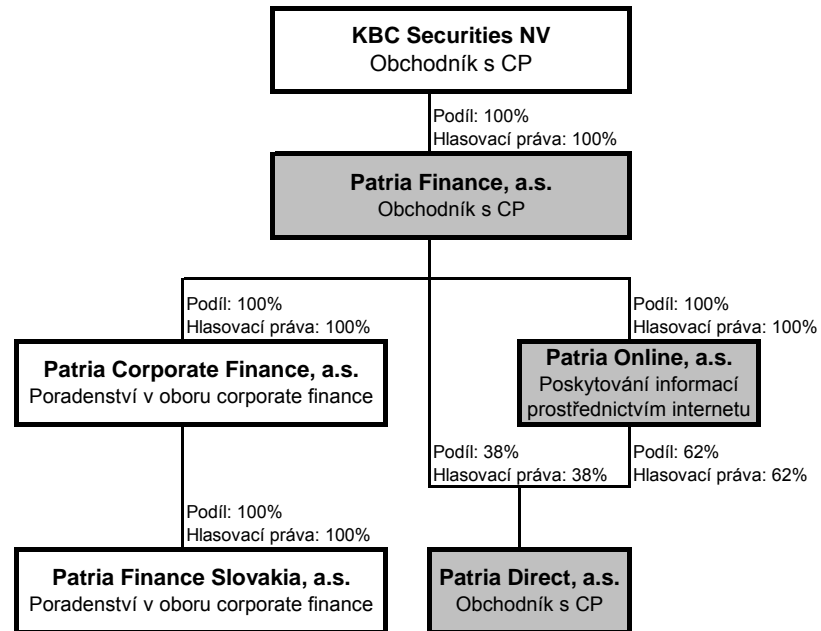 KBC Securities NV
Obchodník s CP
Podíl: 100%
Hlasovací práva: 100%
Patria Finance, a.s.
Obchodník s CP
Podíl: 100%
Hlasovací práva: 100%
Podíl: 100%
Hlasovací práva: 100%
Patria Corporate Finance, a.s.
Poradenství v oboru corporate finance
Patria Online, a.s.
Poskytování informací
prostřednictvím internetu
Podíl: 38%
Hlasovací práva: 38%
Podíl: 62%
Hlasovací práva: 62%
Podíl: 100%
Hlasovací práva: 100%
Patria Finance Slovakia, a.s.
Poradenství v oboru corporate finance
Patria Direct, a.s.
Obchodník s CP